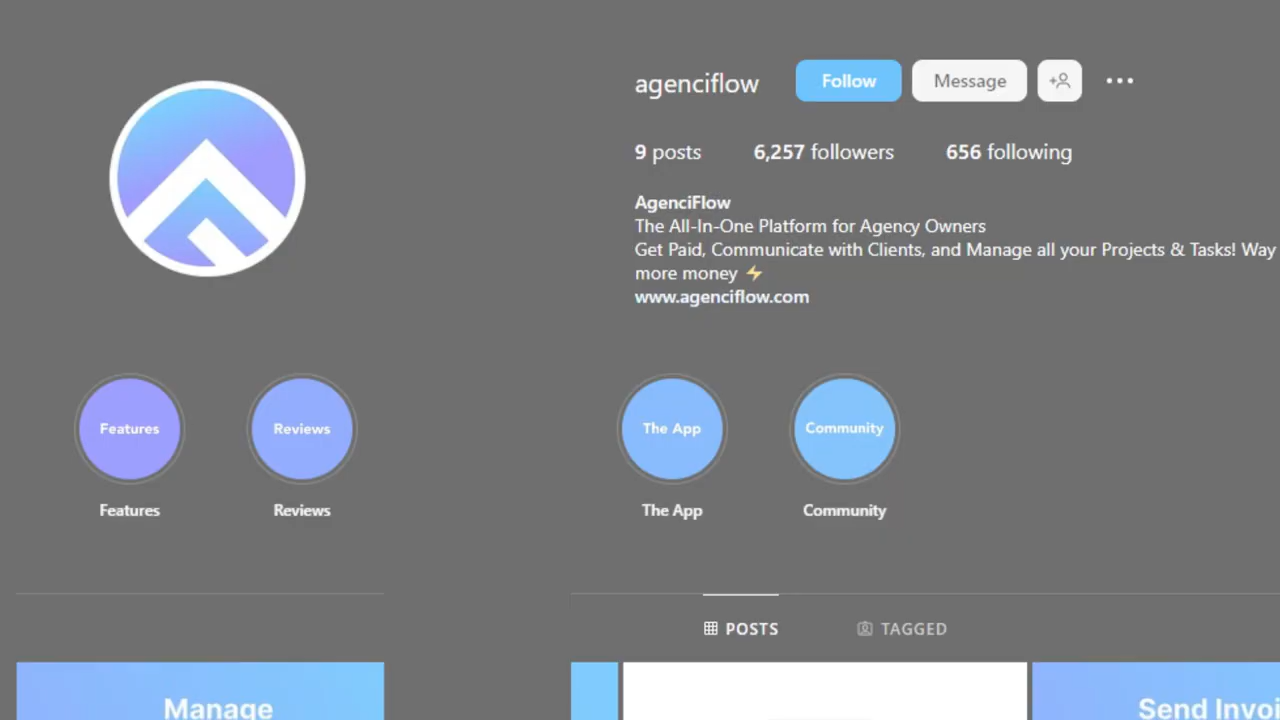 agenciflow Follow Message
9 posts 6,257 followers 656 following
AgenciFlow
The All-In-One Platform for Agency Owners
Get Paid, Communicate with Clients, and Manage all your Projects & Tasks! Way
more money ⚡
www.agenciflow.com
Features Reviews The App Community
Features Reviews The App Community
POSTS TAGGED
Manage Send Invoi